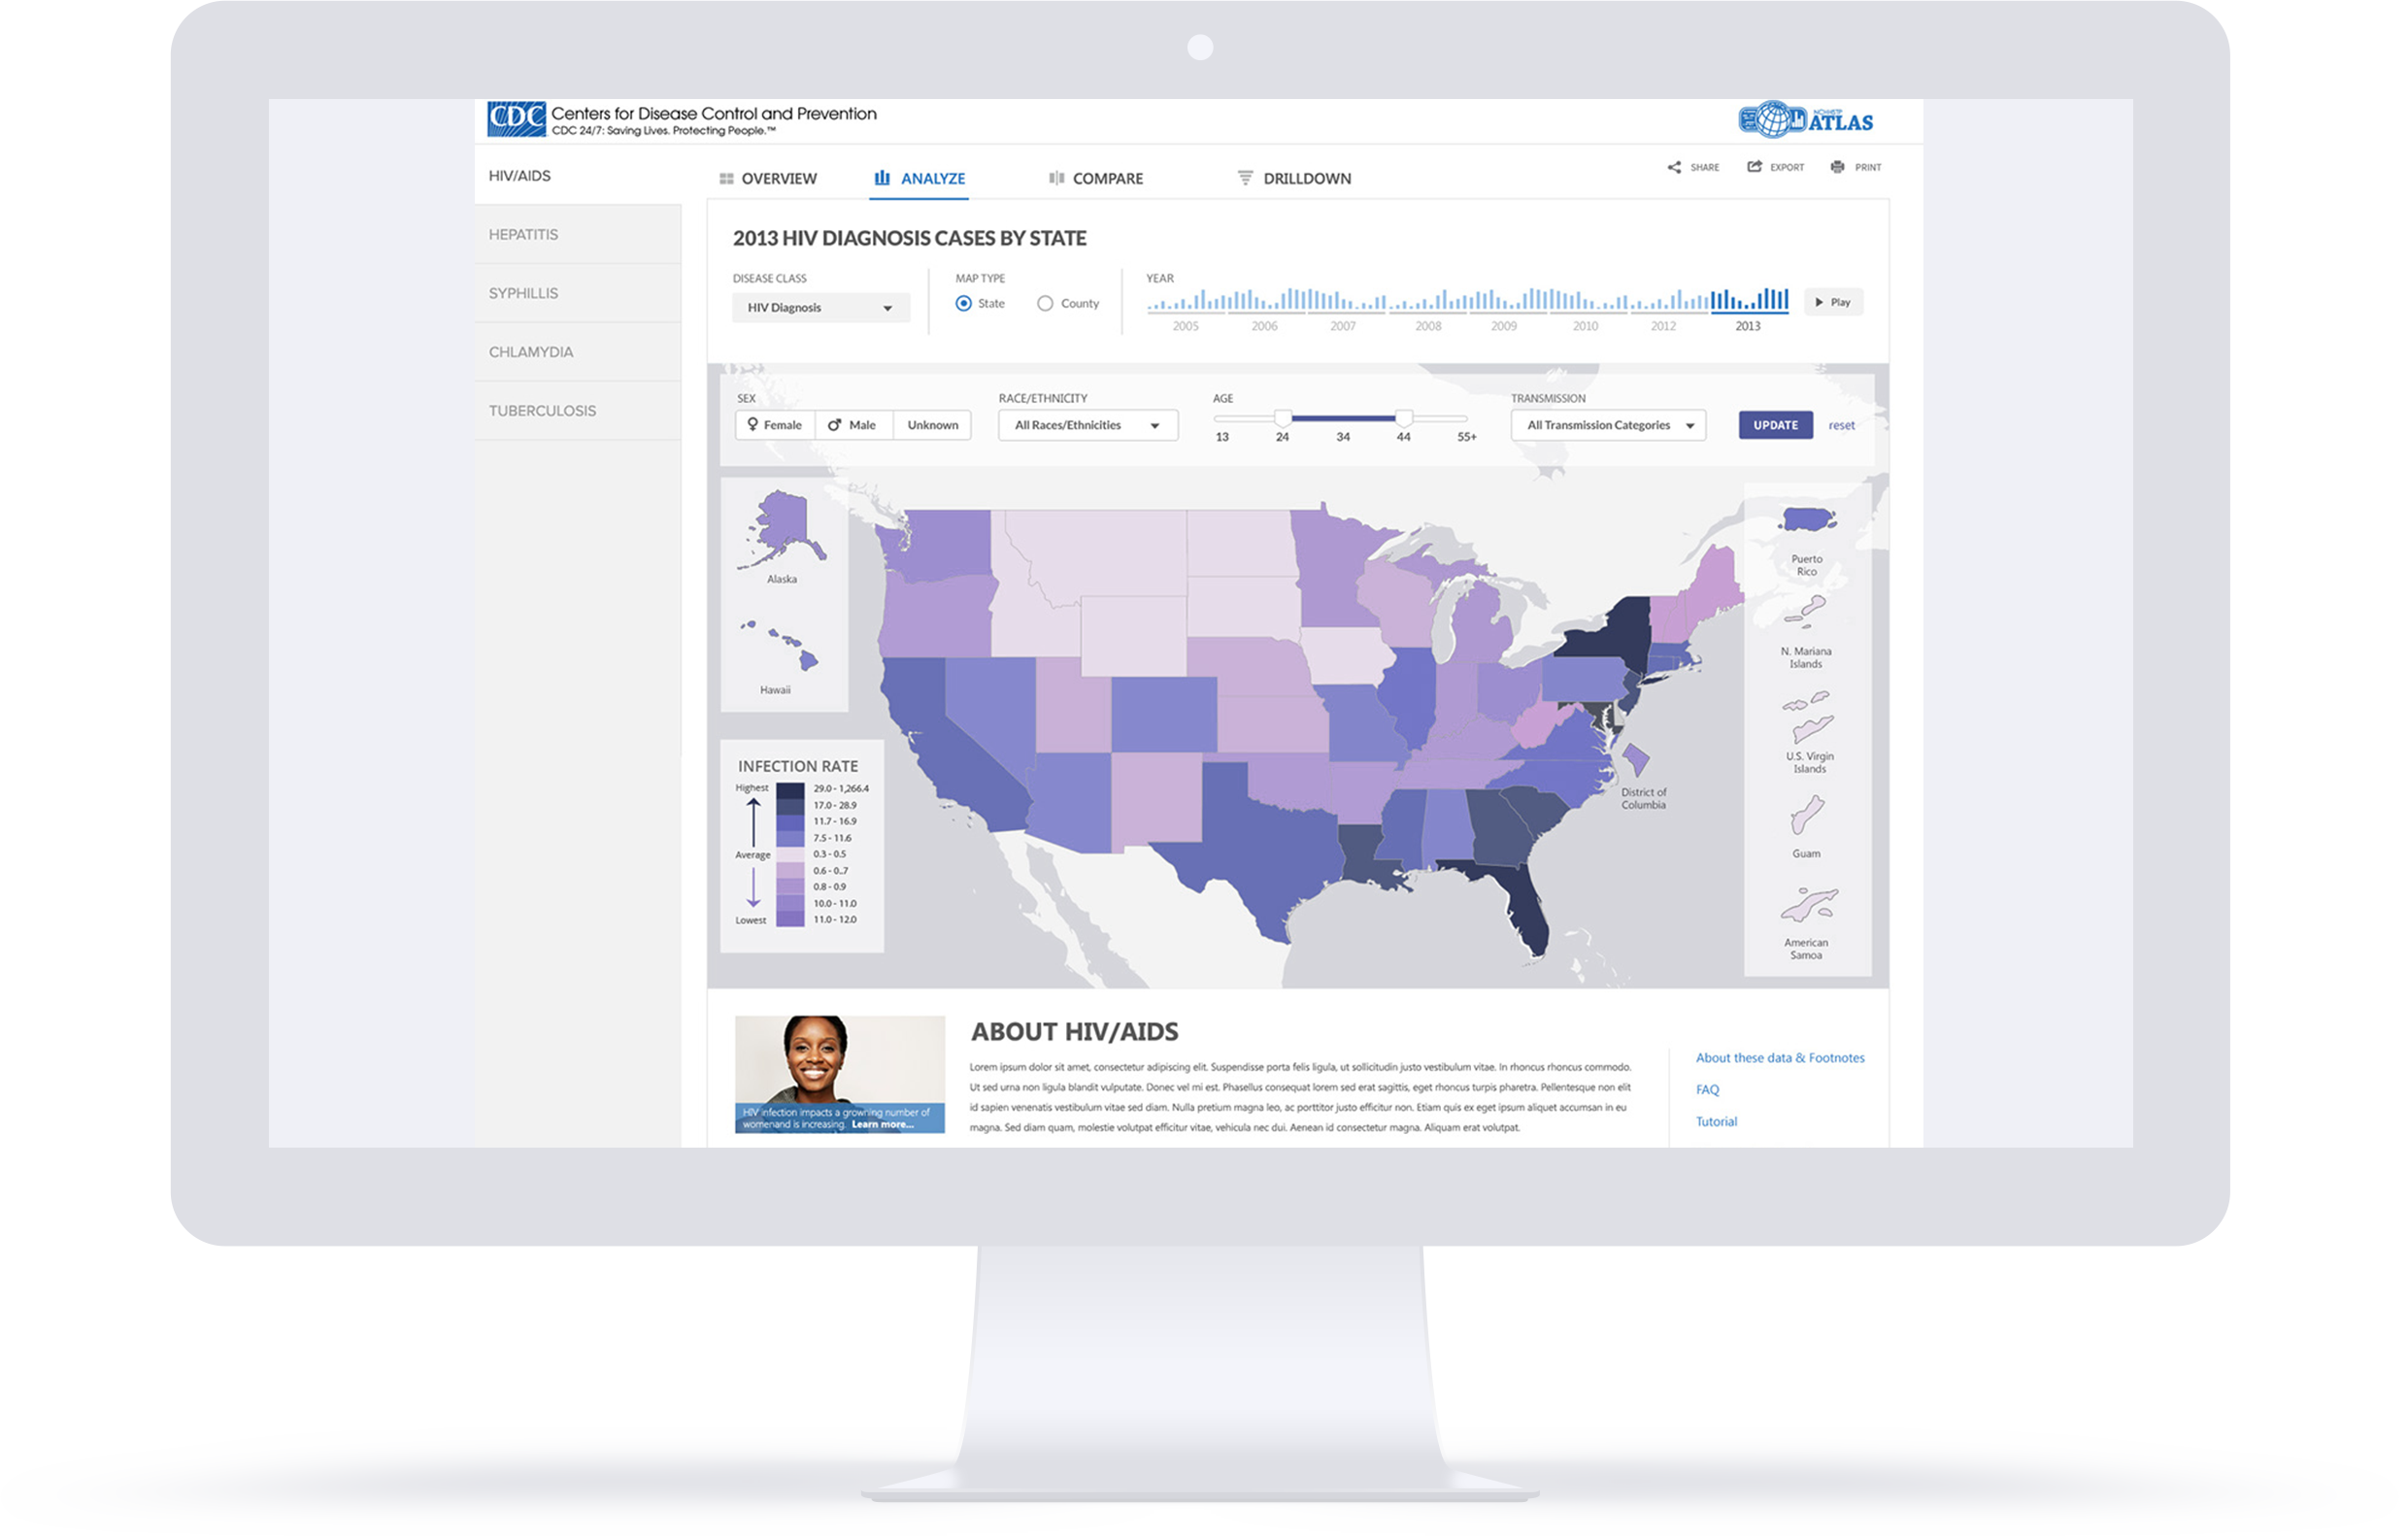 CDC Centers for Disease Control and Prevention
CDC 24/7: Saving Lives. Protecting People.™
NCHHSTP
ATLAS
HIV/AIDS
HEPATITIS
SYPHILLIS
CHLAMYDIA
TUBERCULOSIS
OVERVIEW ANALYZE COMPARE DRILLDOWN
SHARE EXPORT PRINT
2013 HIV DIAGNOSIS CASES BY STATE
DISEASE CLASS MAP TYPE YEAR
HIV Diagnosis State County Play
2005 2006 2007 2008 2009 2010 2012 2013
SEX RACE/ETHNICITY AGE TRANSMISSION
Female Male Unknown All Races/Ethnicities All Transmission Categories UPDATE reset
13 24 34 44 55+
Alaska
Hawaii
INFECTION RATE
Highest 29.0 - 1,266.4
17.0 - 28.9
11.7 - 16.9
7.5 - 11.6
Average 0.3 - 0.5
0.6 - 0..7
0.8 - 0.9
10.0 - 11.0
Lowest 11.0 - 12.0
District of
Columbia
Puerto
Rico
N. Mariana
Islands
U.S. Virgin
Islands
Guam
American
Samoa
HIV infection impacts a growning number of
womenand is increasing. Learn more...
ABOUT HIV/AIDS
Lorem ipsum dolor sit amet, consectetur adipiscing elit. Suspendisse porta felis ligula, ut sollicitudin justo vestibulum vitae. In rhoncus rhoncus commodo.
Ut sed urna non ligula blandit vulputate. Donec vel mi est. Phasellus consequat lorem sed erat sagittis, eget rhoncus turpis pharetra. Pellentesque non elit
id sapien venenatis vestibulum vitae sed diam. Nulla pretium magna leo, ac porttitor justo efficitur non. Etiam quis ex eget ipsum aliquet accumsan in eu
magna. Sed diam quam, molestie volutpat efficitur vitae, vehicula nec dui. Aenean id consectetur magna. Aliquam erat volutpat.
About these data & Footnotes
FAQ
Tutorial